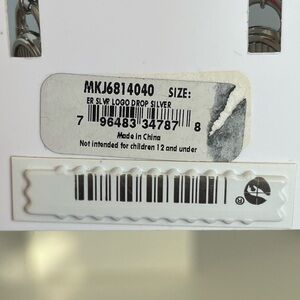 MKJ6814040 SIZE:
ER SLVR LOGO DROP SILVER
7 96483 34787 8
Made in China
Not intended for children 12 and under
®